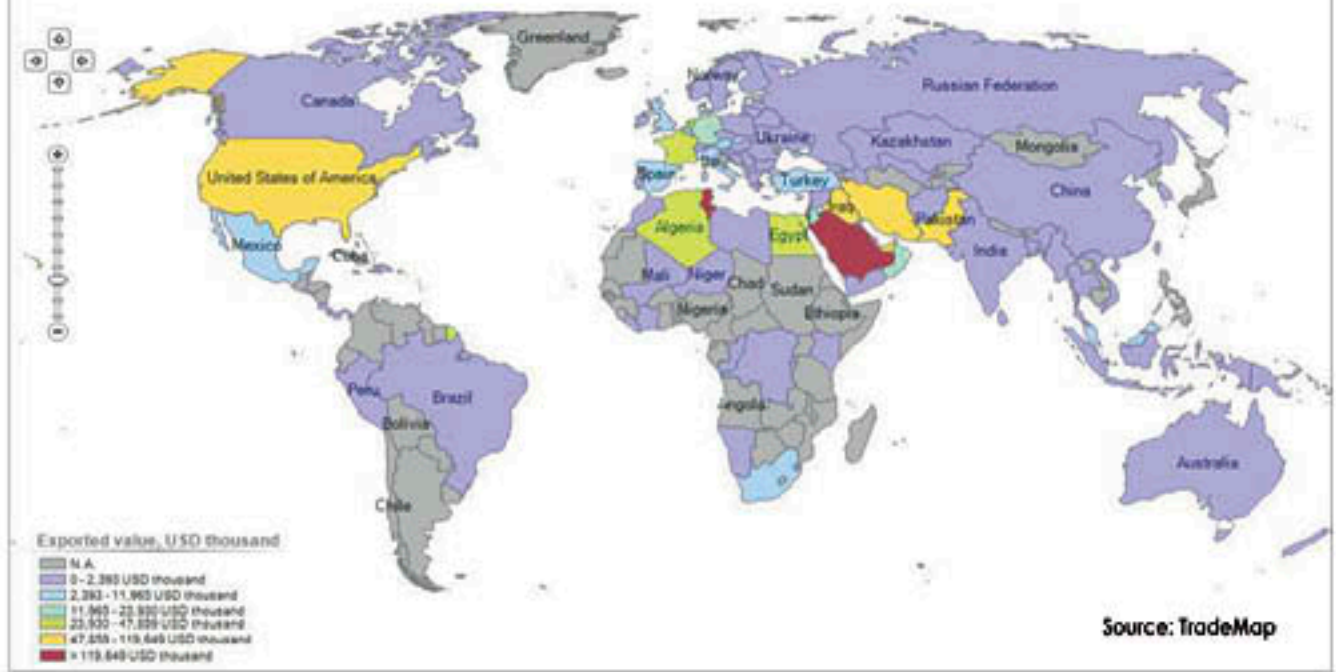 Greenland
Norway
Russian Federation
Canada
Ukraine
Kazakhstan
Mongolia
Spain
Turkey
China
United States of America
Iraq
Pakistan
Algeria
Egypt
Mexico
India
Cuba
Mali
Niger
Chad
Sudan
Nigeria
Ethiopia
Peru
Brazil
Angola
Bolivia
Australia
Chile
Exported value, USD thousand
N.A.
0 - 2,393 USD thousand
2,393 - 11,965 USD thousand
11,965 - 23,930 USD thousand
23,930 - 47,859 USD thousand
47,859 - 119,649 USD thousand
> 119,649 USD thousand
Source: TradeMap